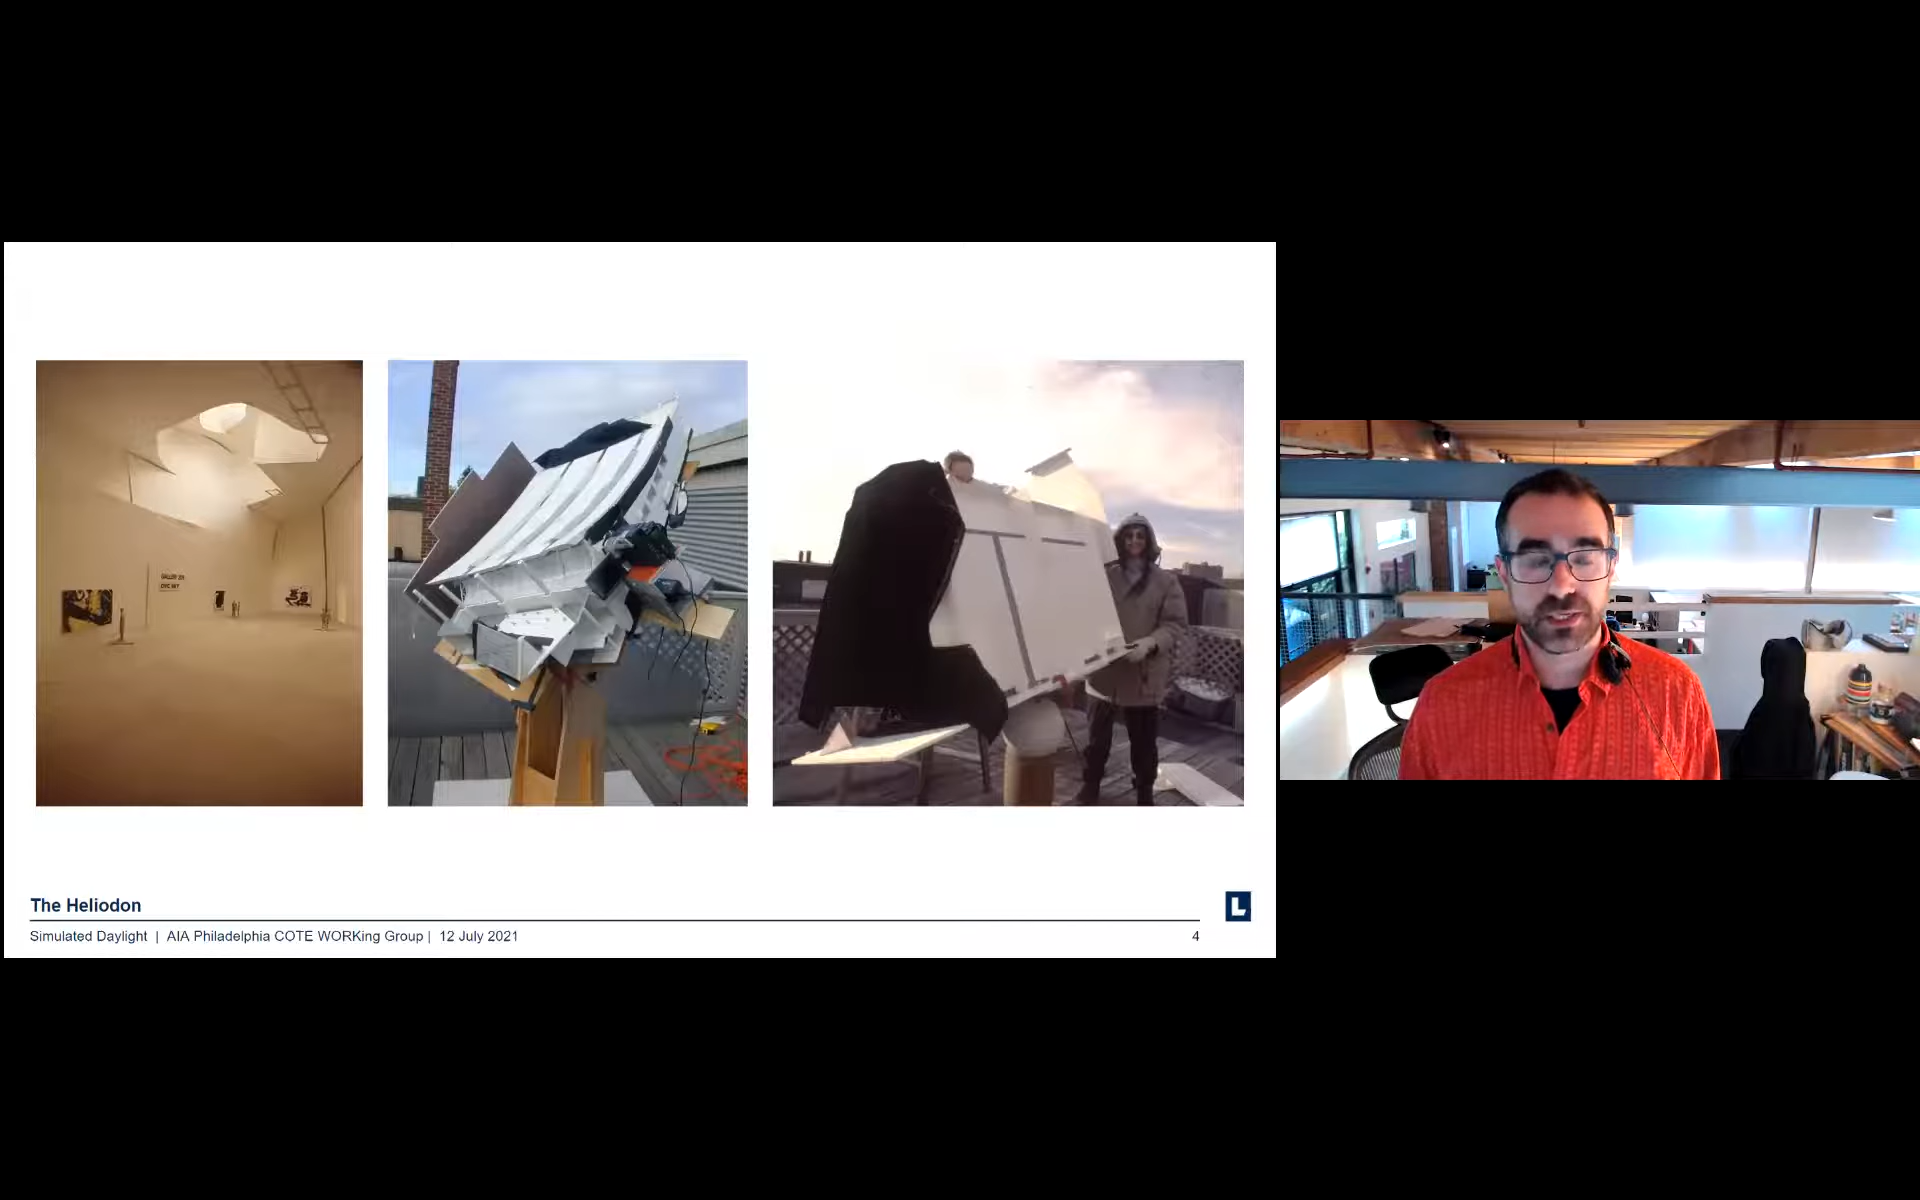 The Heliodon
Simulated Daylight | AIA Philadelphia COTE WORKing Group | 12 July 2021
4
L